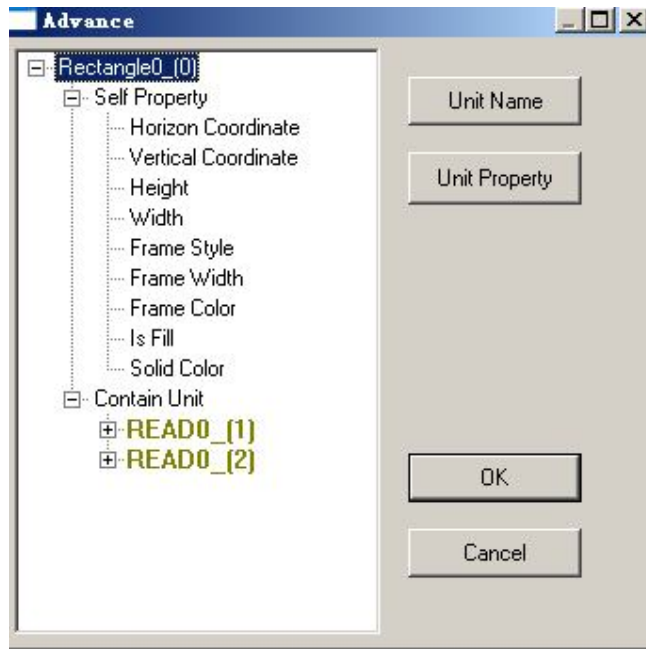 Advance
Rectangle0_(0)
Self Property
Horizon Coordinate
Vertical Coordinate
Height
Width
Frame Style
Frame Width
Frame Color
Is Fill
Solid Color
Contain Unit
READ0_(1)
READ0_(2)
Unit Name
Unit Property
OK
Cancel